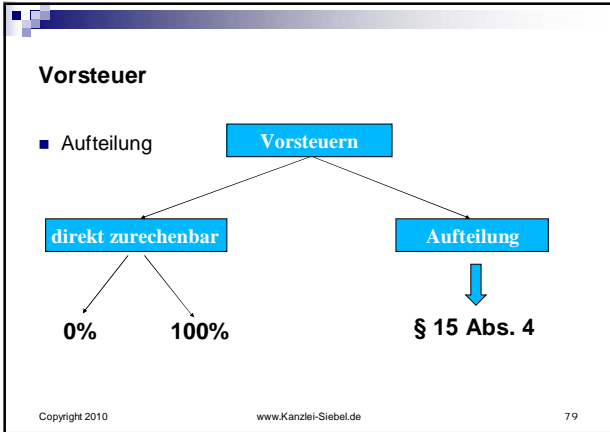 Vorsteuer
Aufteilung
Vorsteuern
direkt zurechenbar
Aufteilung
0%
100%
§ 15 Abs. 4
Copyright 2010
www.Kanzlei-Siebel.de
79